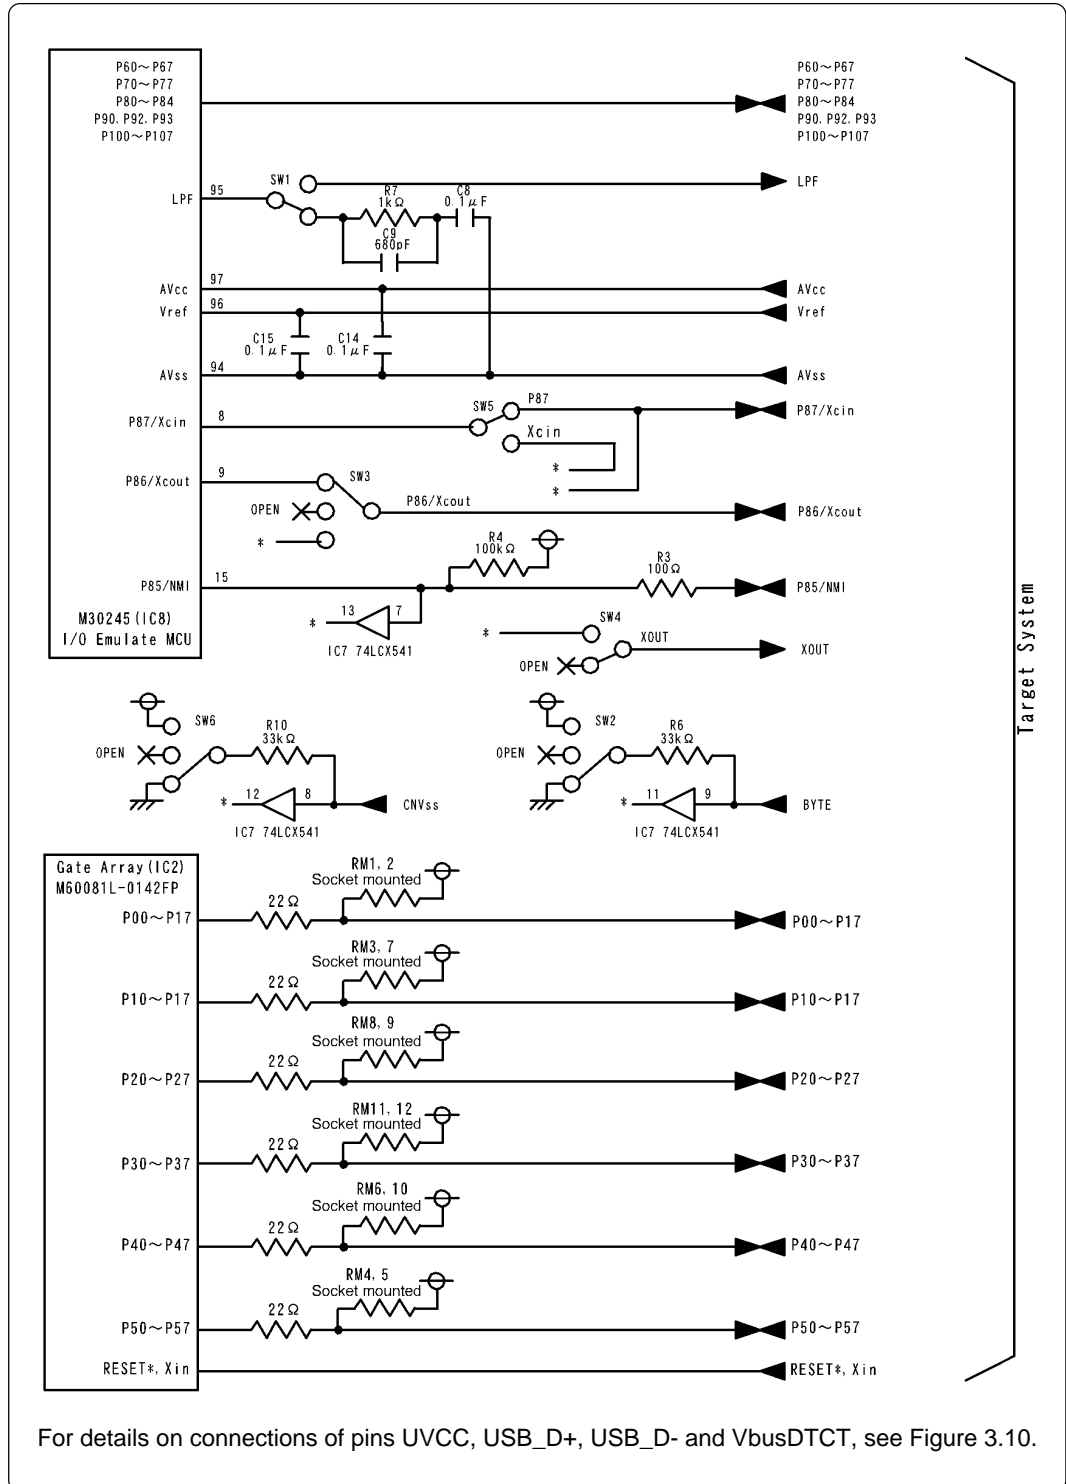 P60~P67
P70~P77
P80~P84
P90, P92, P93
P100~P107
P60~P67
P70~P77
P80~P84
P90, P92, P93
P100~P107
LPF
95
SW1
R7
1kΩ
C8
0.1μF
C9
680pF
LPF
AVcc
97
AVcc
Vref
96
Vref
C15
0.1μF
C14
0.1μF
AVss
94
AVss
P87/Xcin
8
SW5
P87
Xcin
*
*
P87/Xcin
P86/Xcout
9
SW3
OPEN
*
P86/Xcout
P86/Xcout
P85/NMI
15
R4
100kΩ
R3
100Ω
P85/NMI
M30245(IC8)
I/O Emulate MCU
*
13
7
IC7 74LCX541
*
SW4
OPEN
XOUT
XOUT
Target System
SW6
OPEN
R10
33kΩ
*
12
8
IC7 74LCX541
CNVss
SW2
OPEN
R6
33kΩ
*
11
9
IC7 74LCX541
BYTE
Gate Array(IC2)
M60081L-0142FP
P00~P17
22Ω
RM1, 2
Socket mounted
P00~P17
P10~P17
22Ω
RM3, 7
Socket mounted
P10~P17
P20~P27
22Ω
RM8, 9
Socket mounted
P20~P27
P30~P37
22Ω
RM11, 12
Socket mounted
P30~P37
P40~P47
22Ω
RM6, 10
Socket mounted
P40~P47
P50~P57
22Ω
RM4, 5
Socket mounted
P50~P57
RESET*, Xin
RESET*, Xin
For details on connections of pins UVCC, USB_D+, USB_D- and VbusDTCT, see Figure 3.10.